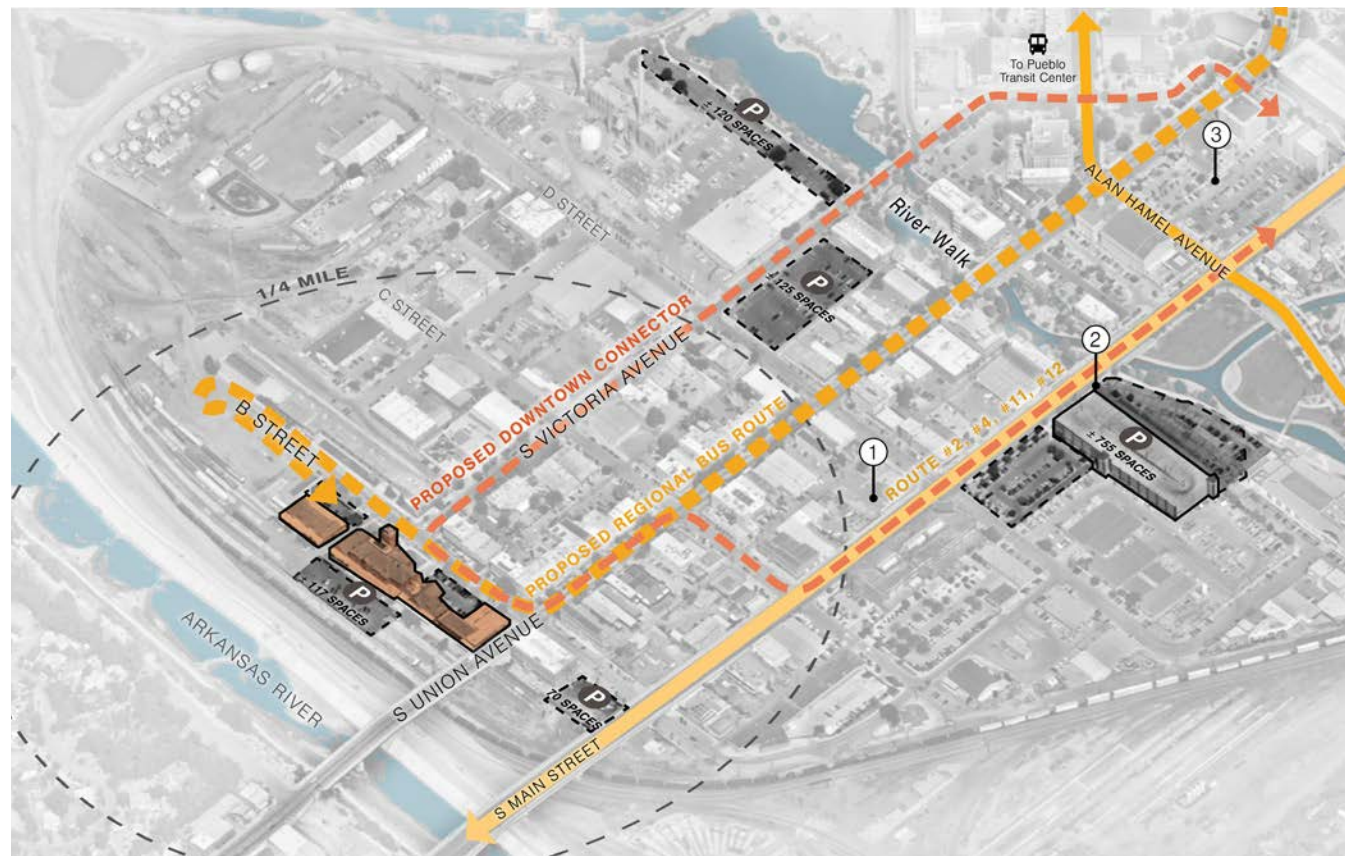 To Pueblo
Transit Center
P
±120 SPACES
3
ALAN HAMEL AVENUE
D STREET
River Walk
1/4 MILE
C STREET
P
±125 SPACES
PROPOSED DOWNTOWN CONNECTOR
S VICTORIA AVENUE
2
ROUTE #2, #4, #11, #12
P
±755 SPACES
B STREET
1
PROPOSED REGIONAL BUS ROUTE
P
±117 SPACES
ARKANSAS RIVER
S UNION AVENUE
P
70 SPACES
S MAIN STREET